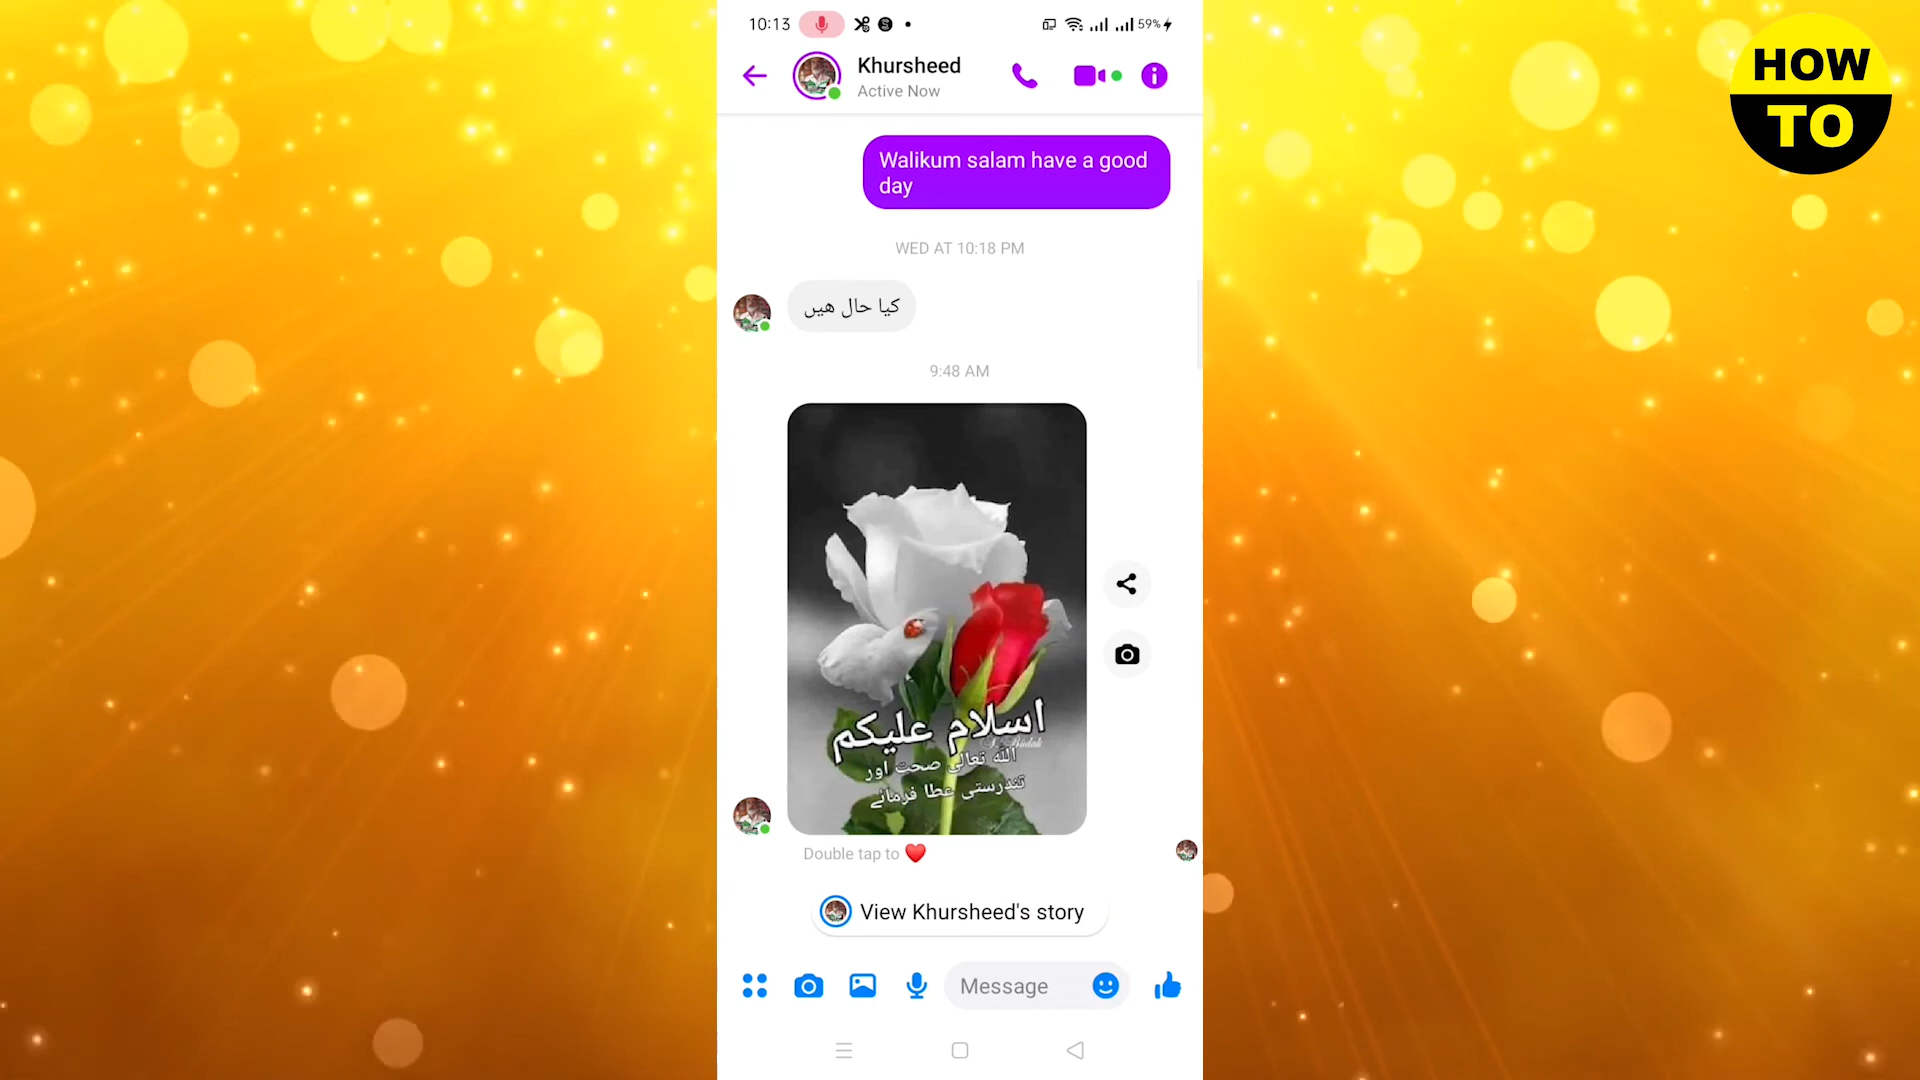 10:13
59%
HOW
TO
Khursheed
Active Now
Walikum salam have a good
day
WED AT 10:18 PM
کیا حال ھیں
9:48 AM
اسلام علیکم
اللہ تعالی صحت اور
تندرستی عطا فرمائے
Double tap to
View Khursheed's story
Message